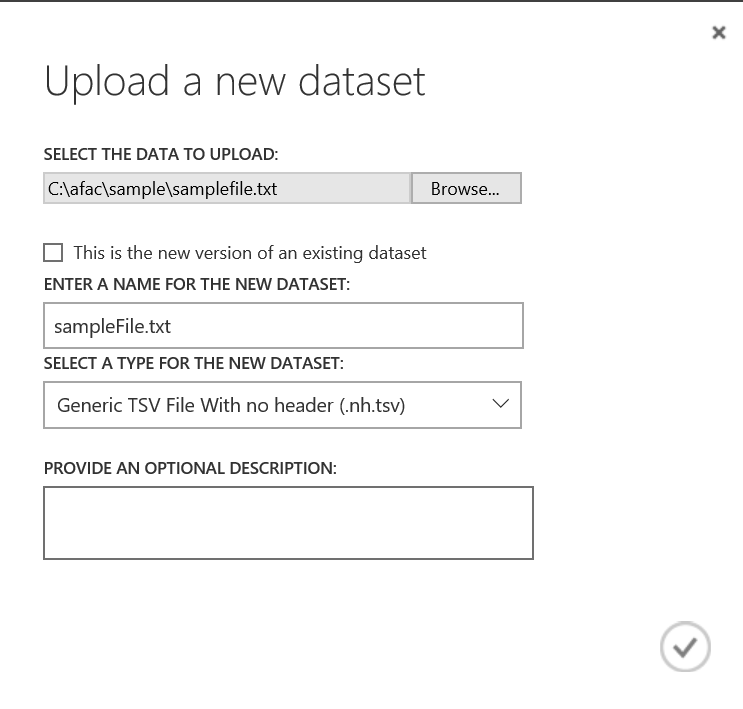 Upload a new dataset
SELECT THE DATA TO UPLOAD:
C:\afac\sample\samplefile.txt Browse...
This is the new version of an existing dataset
ENTER A NAME FOR THE NEW DATASET:
sampleFile.txt
SELECT A TYPE FOR THE NEW DATASET:
Generic TSV File With no header (.nh.tsv)
PROVIDE AN OPTIONAL DESCRIPTION: